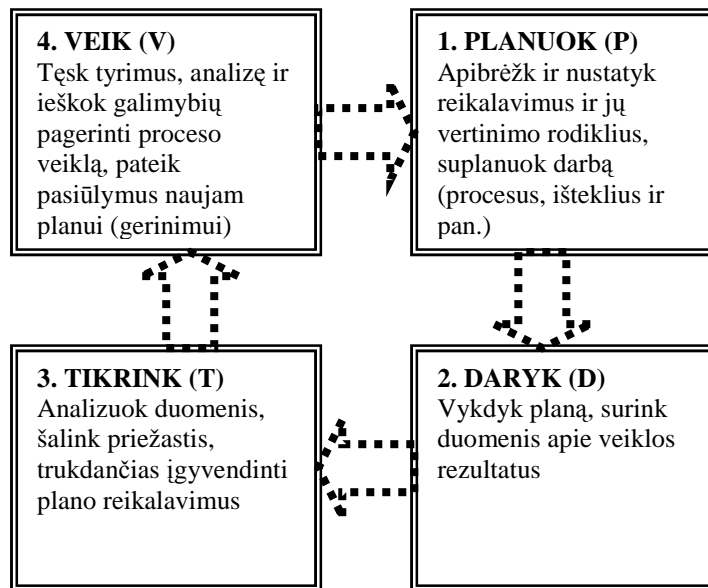 4. VEIK (V)
Tęsk tyrimus, analizę ir
ieškok galimybių
pagerinti proceso
veiklą, pateik
pasiūlymus naujam
planui (gerinimui)
1. PLANUOK (P)
Apibrėžk ir nustatyk
reikalavimus ir jų
vertinimo rodiklius,
suplanuok darbą
(procesus, išteklius ir
pan.)
3. TIKRINK (T)
Analizuok duomenis,
šalink priežastis,
trukdančias įgyvendinti
plano reikalavimus
2. DARYK (D)
Vykdyk planą, surink
duomenis apie veiklos
rezultatus